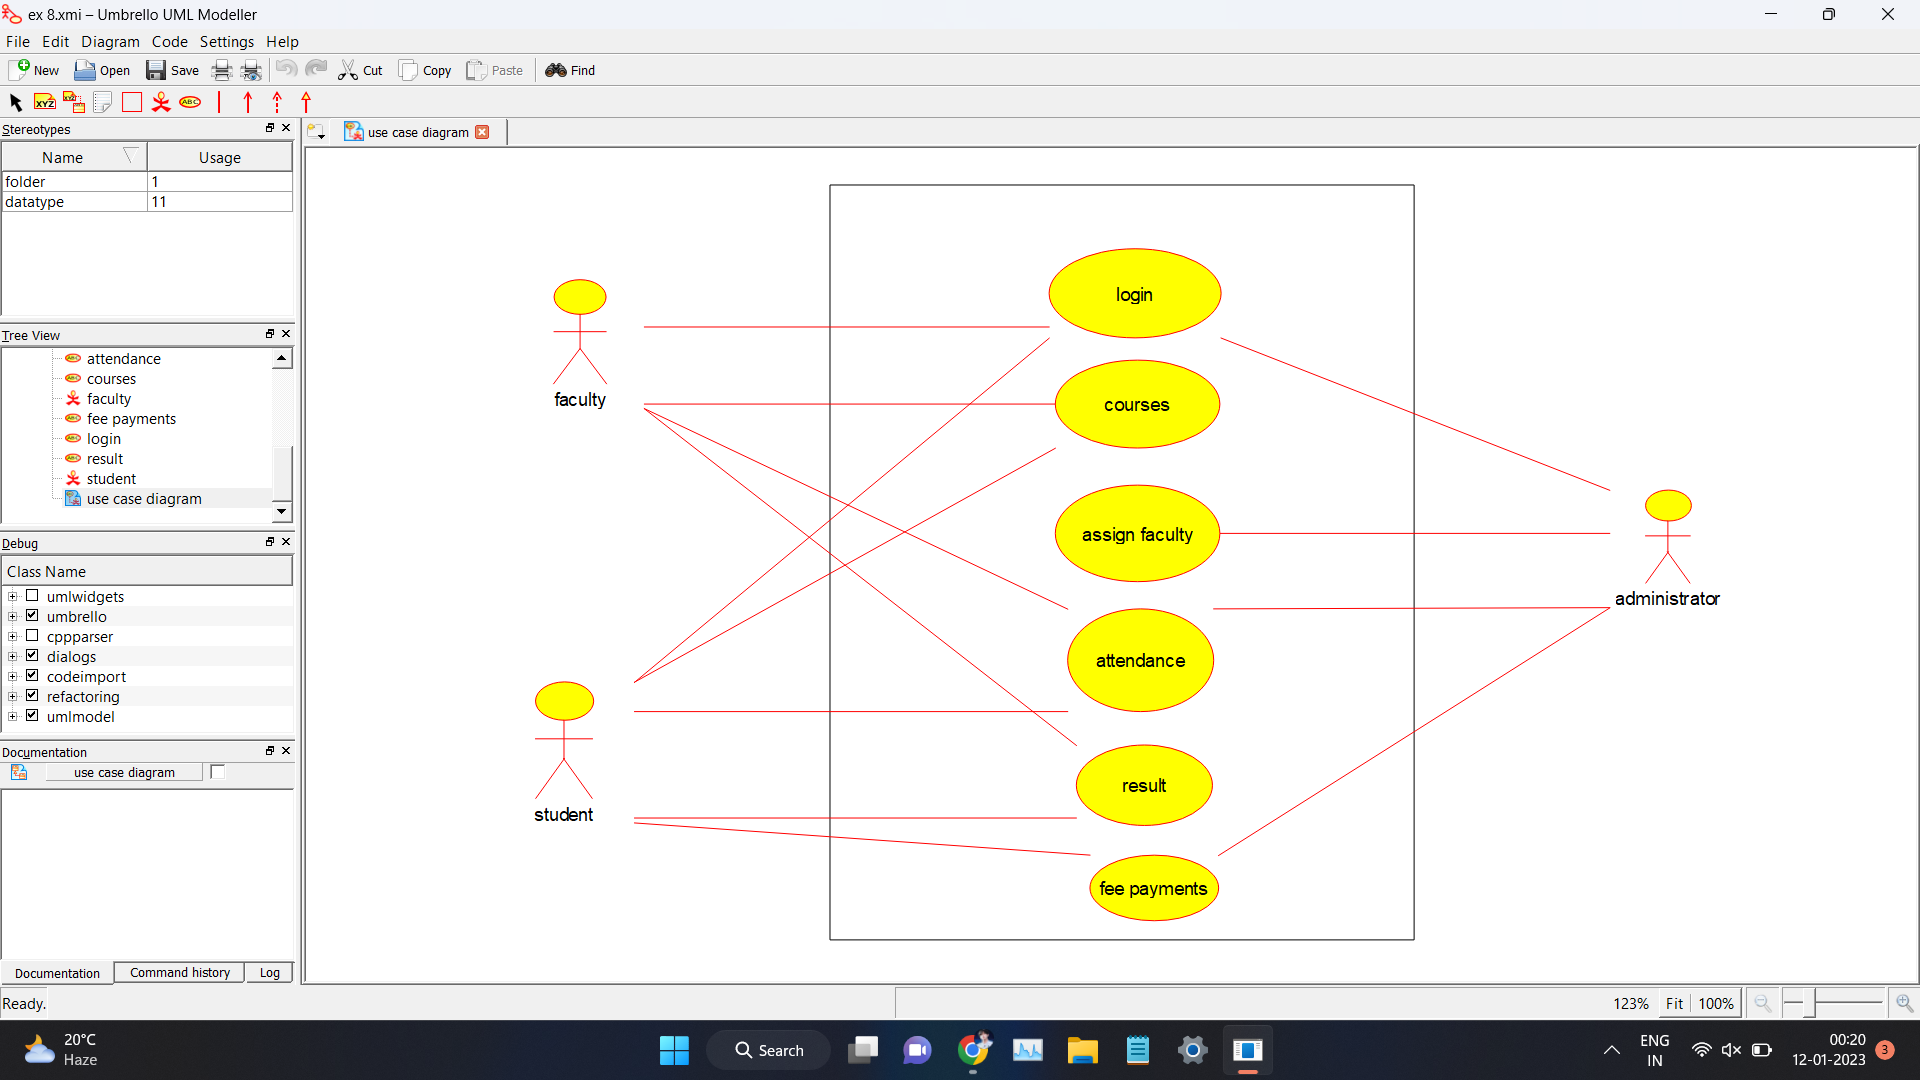 ex 8.xmi – Umbrello UML Modeller
File Edit Diagram Code Settings Help
New Open Save Cut Copy Paste Find
XYZ XYZ ABC
Stereotypes
use case diagram
Name Usage
folder 1
datatype 11
Tree View
attendance
courses
faculty
fee payments
login
result
student
use case diagram
Debug
Class Name
umlwidgets
umbrello
cppparser
dialogs
codeimport
refactoring
umlmodel
Documentation
use case diagram
Documentation Command history Log
login
faculty
courses
assign faculty
administrator
attendance
result
student
fee payments
Ready.
123% Fit 100%
20°C
Haze
Search
ENG
IN
00:20
12-01-2023
3